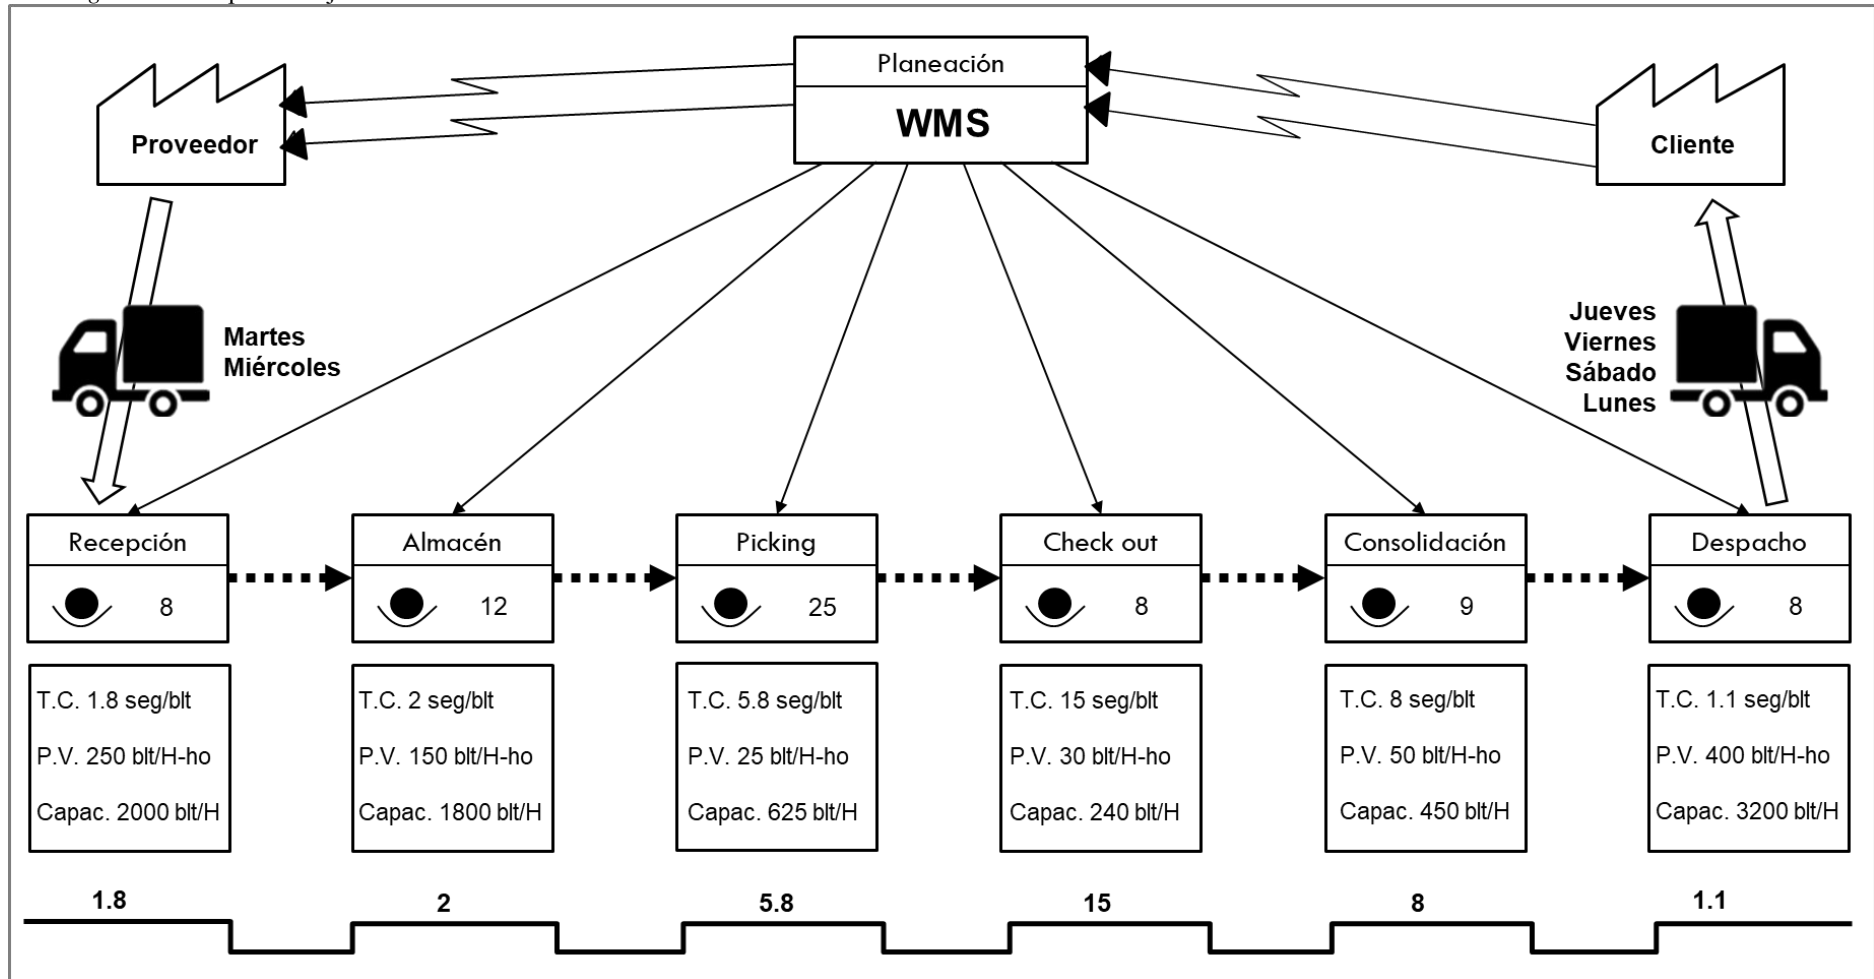 Planeación
WMS
Proveedor
Cliente
Martes
Miércoles
Jueves
Viernes
Sábado
Lunes
Recepción
8
Almacén
12
Picking
25
Check out
8
Consolidación
9
Despacho
8
T.C. 1.8 seg/blt
P.V. 250 blt/H-ho
Capac. 2000 blt/H
T.C. 2 seg/blt
P.V. 150 blt/H-ho
Capac. 1800 blt/H
T.C. 5.8 seg/blt
P.V. 25 blt/H-ho
Capac. 625 blt/H
T.C. 15 seg/blt
P.V. 30 blt/H-ho
Capac. 240 blt/H
T.C. 8 seg/blt
P.V. 50 blt/H-ho
Capac. 450 blt/H
T.C. 1.1 seg/blt
P.V. 400 blt/H-ho
Capac. 3200 blt/H
1.8
2
5.8
15
8
1.1